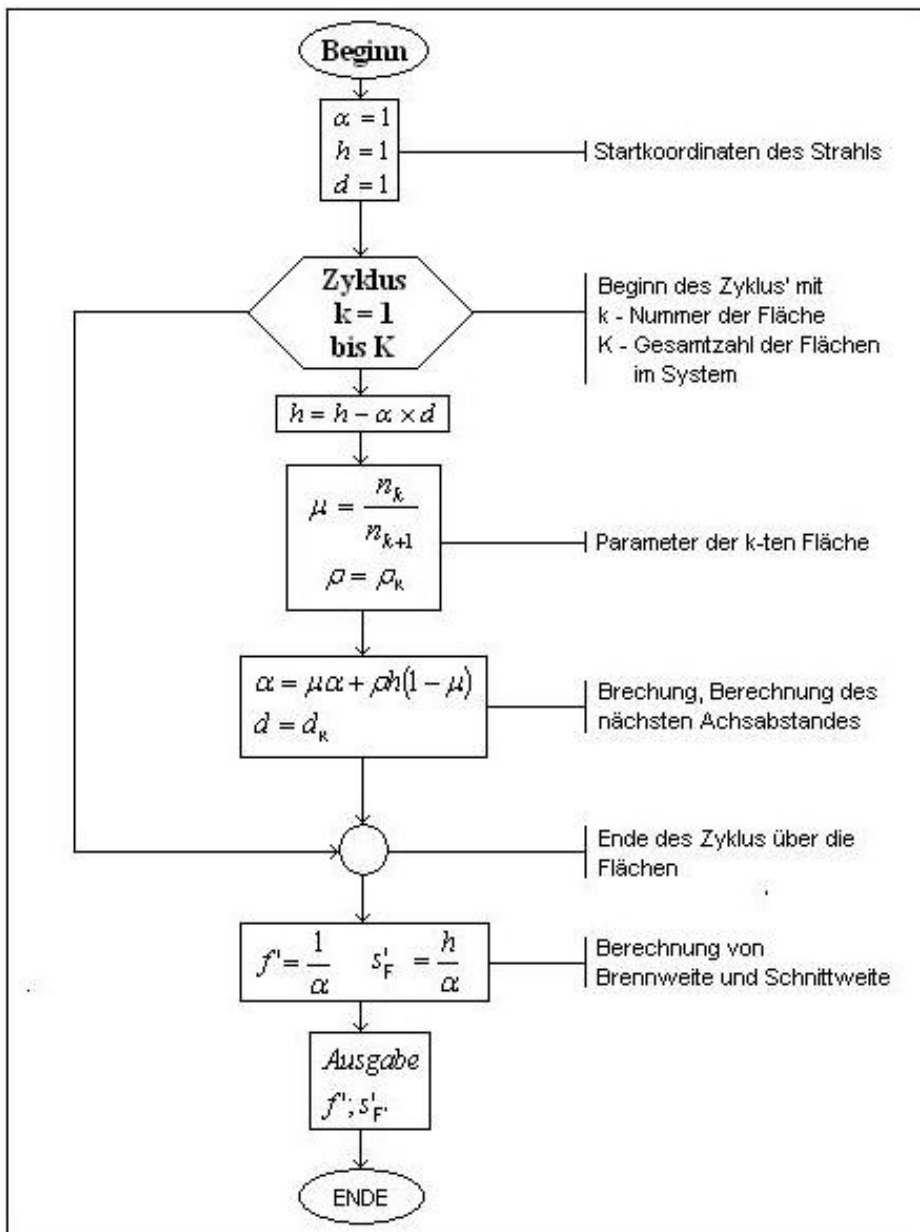 Beginn
α = 1
h = 1
d = 1
Startkoordinaten des Strahls
Zyklus
k = 1
bis K
Beginn des Zyklus' mit
k - Nummer der Fläche
K - Gesamtzahl der Flächen
im System
h = h − α × d
μ = n_k / n_{k+1}
ρ = ρ_K
Parameter der k-ten Fläche
α = μα + ρh(1 − μ)
d = d_K
Brechung, Berechnung des
nächsten Achsabstandes
Ende des Zyklus über die
Flächen
f' = 1/α s'_F = h/α
Berechnung von
Brennweite und Schnittweite
Ausgabe
f'; s'_F'
ENDE